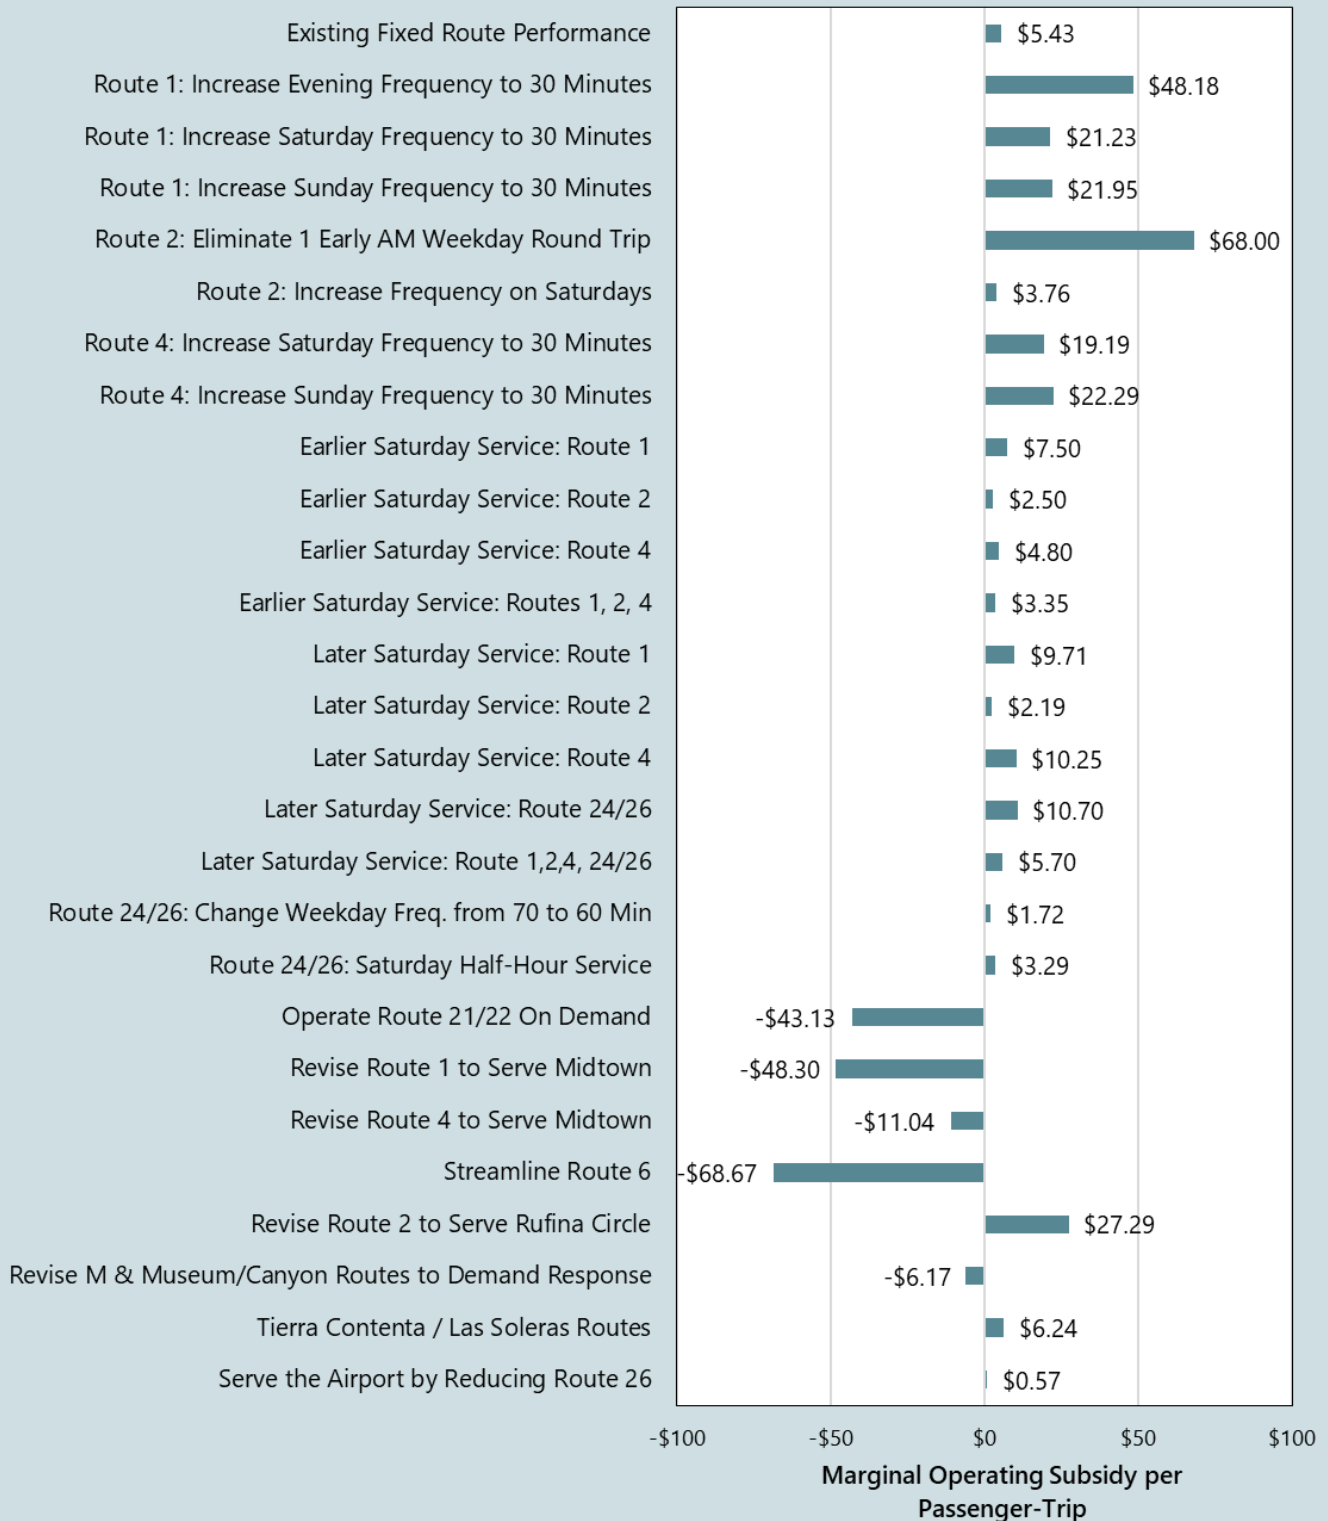 Existing Fixed Route Performance $5.43
Route 1: Increase Evening Frequency to 30 Minutes $48.18
Route 1: Increase Saturday Frequency to 30 Minutes $21.23
Route 1: Increase Sunday Frequency to 30 Minutes $21.95
Route 2: Eliminate 1 Early AM Weekday Round Trip $68.00
Route 2: Increase Frequency on Saturdays $3.76
Route 4: Increase Saturday Frequency to 30 Minutes $19.19
Route 4: Increase Sunday Frequency to 30 Minutes $22.29
Earlier Saturday Service: Route 1 $7.50
Earlier Saturday Service: Route 2 $2.50
Earlier Saturday Service: Route 4 $4.80
Earlier Saturday Service: Routes 1, 2, 4 $3.35
Later Saturday Service: Route 1 $9.71
Later Saturday Service: Route 2 $2.19
Later Saturday Service: Route 4 $10.25
Later Saturday Service: Route 24/26 $10.70
Later Saturday Service: Route 1,2,4, 24/26 $5.70
Route 24/26: Change Weekday Freq. from 70 to 60 Min $1.72
Route 24/26: Saturday Half-Hour Service $3.29
Operate Route 21/22 On Demand -$43.13
Revise Route 1 to Serve Midtown -$48.30
Revise Route 4 to Serve Midtown -$11.04
Streamline Route 6 -$68.67
Revise Route 2 to Serve Rufina Circle $27.29
Revise M & Museum/Canyon Routes to Demand Response -$6.17
Tierra Contenta / Las Soleras Routes $6.24
Serve the Airport by Reducing Route 26 $0.57
-$100 -$50 $0 $50 $100
Marginal Operating Subsidy per
Passenger-Trip